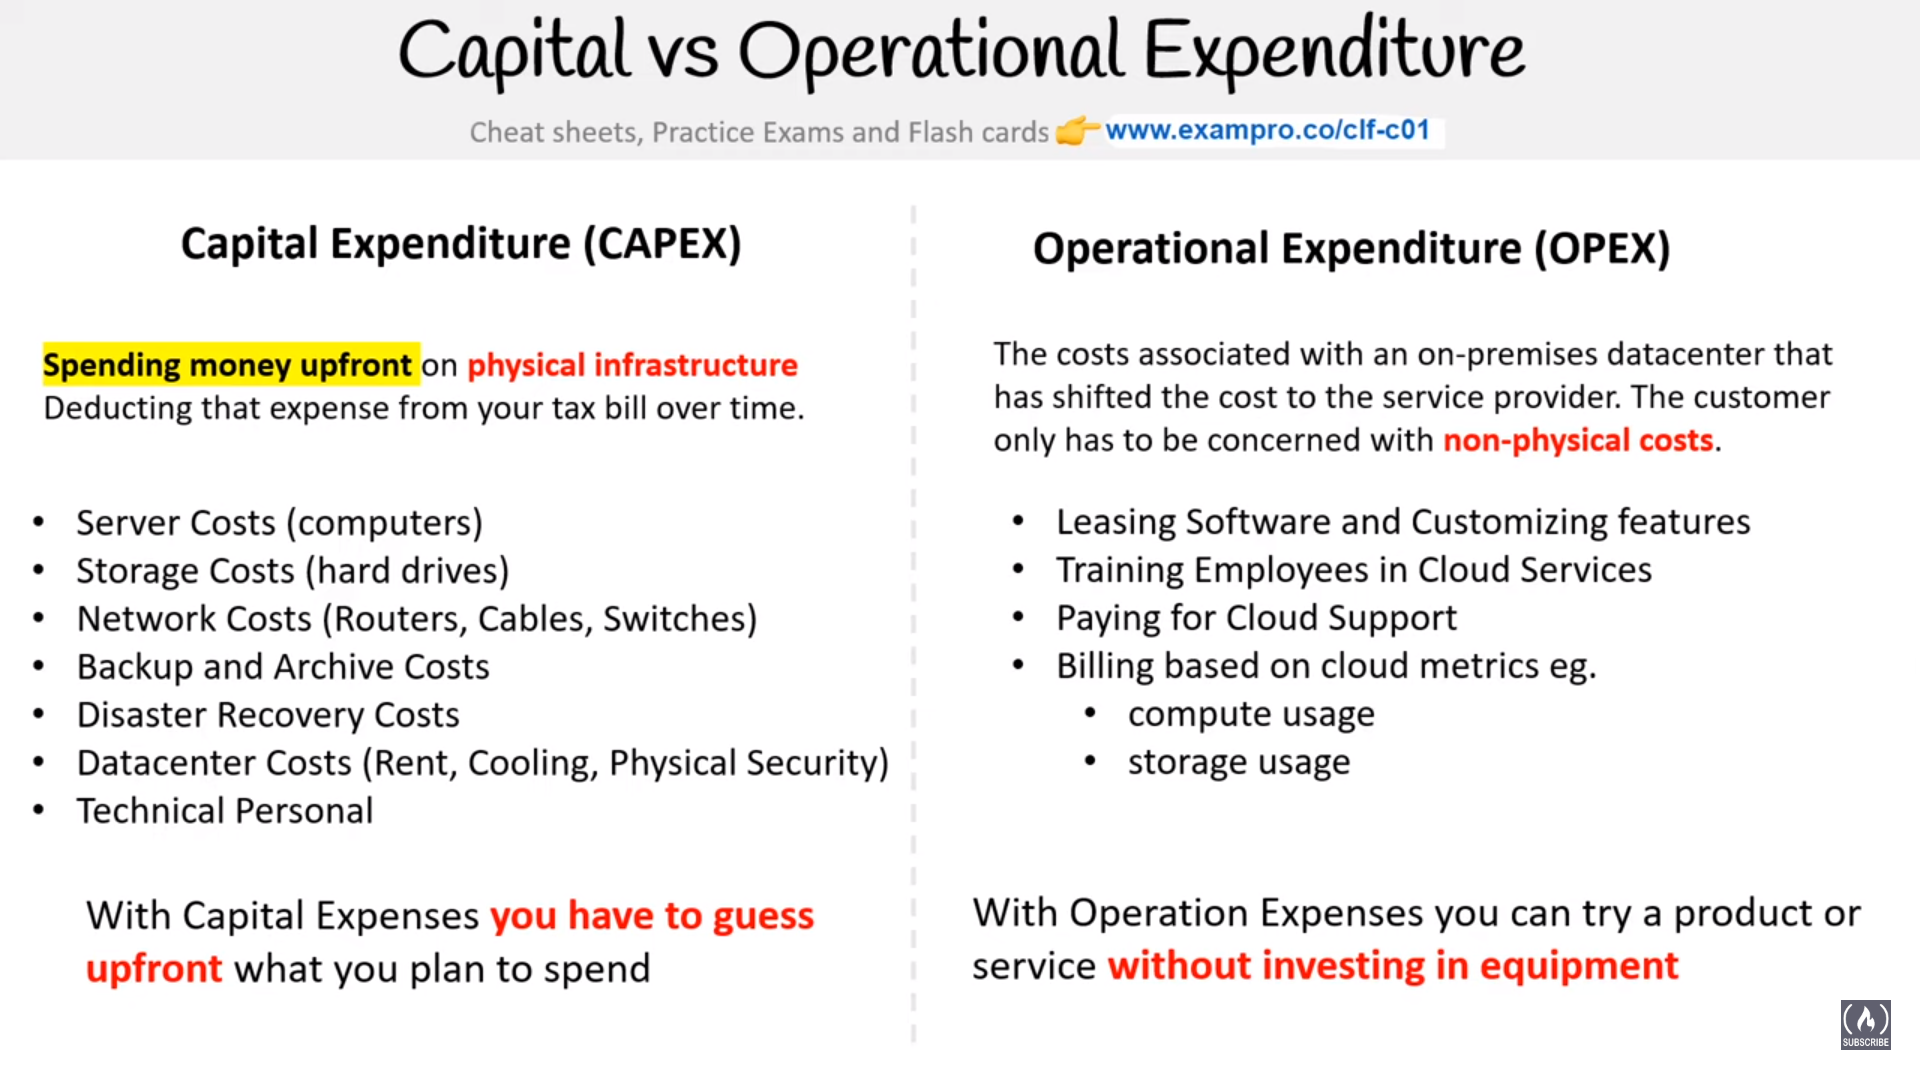 Capital vs Operational Expenditure
Cheat sheets, Practice Exams and Flash cards 👉 www.exampro.co/clf-c01
Capital Expenditure (CAPEX)
Spending money upfront on physical infrastructure
Deducting that expense from your tax bill over time.
• Server Costs (computers)
• Storage Costs (hard drives)
• Network Costs (Routers, Cables, Switches)
• Backup and Archive Costs
• Disaster Recovery Costs
• Datacenter Costs (Rent, Cooling, Physical Security)
• Technical Personal
With Capital Expenses you have to guess
upfront what you plan to spend
Operational Expenditure (OPEX)
The costs associated with an on-premises datacenter that
has shifted the cost to the service provider. The customer
only has to be concerned with non-physical costs.
• Leasing Software and Customizing features
• Training Employees in Cloud Services
• Paying for Cloud Support
• Billing based on cloud metrics eg.
• compute usage
• storage usage
With Operation Expenses you can try a product or
service without investing in equipment
SUBSCRIBE